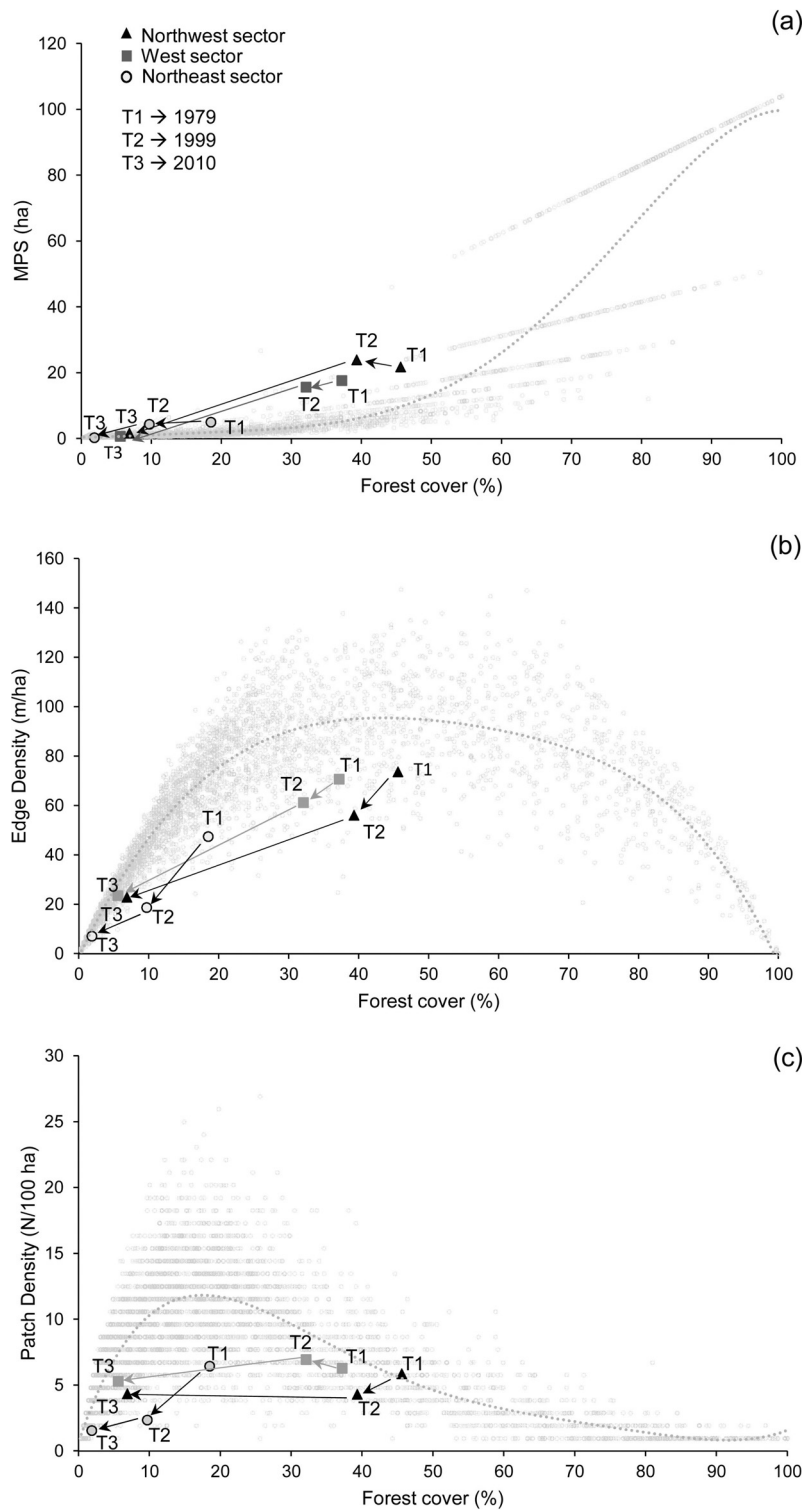 (a)
▲ Northwest sector
■ West sector
○ Northeast sector
T1 → 1979
T2 → 1999
T3 → 2010
MPS (ha)
120
100
80
60
40
20
0
T2
T1
T2
T1
T3
T3
T2
T1
T3
0 10 20 30 40 50 60 70 80 90 100
Forest cover (%)
(b)
Edge Density (m/ha)
160
140
120
100
80
60
40
20
0
T1
T1
T2
T1
T2
T3
T3
T2
T3
0 10 20 30 40 50 60 70 80 90 100
Forest cover (%)
(c)
Patch Density (N/100 ha)
30
25
20
15
10
5
0
T1
T2
T1
T1
T3
T3
T2
T3
T2
0 10 20 30 40 50 60 70 80 90 100
Forest cover (%)